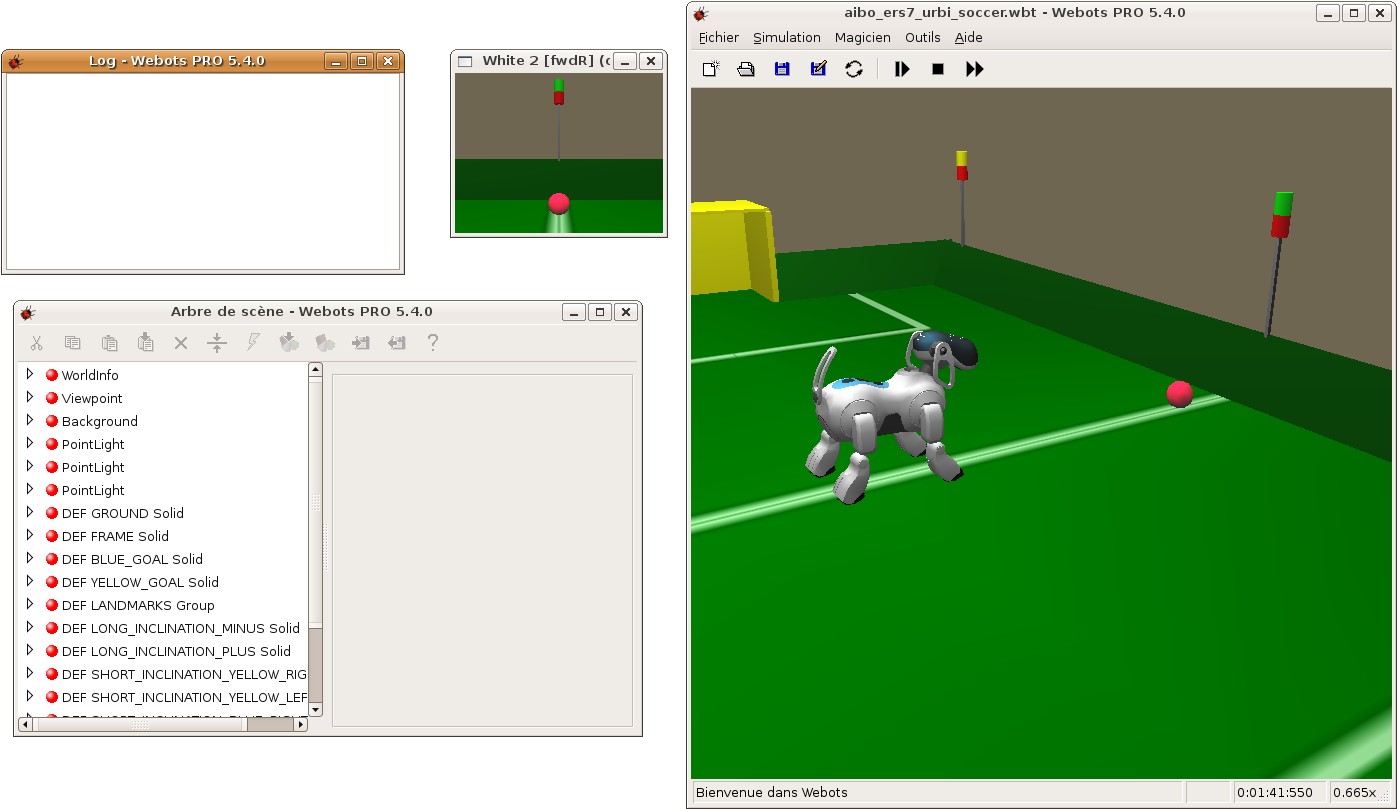 Log - Webots PRO 5.4.0
White 2 [fwdR] (c
aibo_ers7_urbi_soccer.wbt - Webots PRO 5.4.0
Fichier Simulation Magicien Outils Aide
Arbre de scène - Webots PRO 5.4.0
WorldInfo
Viewpoint
Background
PointLight
PointLight
PointLight
DEF GROUND Solid
DEF FRAME Solid
DEF BLUE_GOAL Solid
DEF YELLOW_GOAL Solid
DEF LANDMARKS Group
DEF LONG_INCLINATION_MINUS Solid
DEF LONG_INCLINATION_PLUS Solid
DEF SHORT_INCLINATION_YELLOW_RIG
DEF SHORT_INCLINATION_YELLOW_LEF
Bienvenue dans Webots 0:01:41:550 0.665x